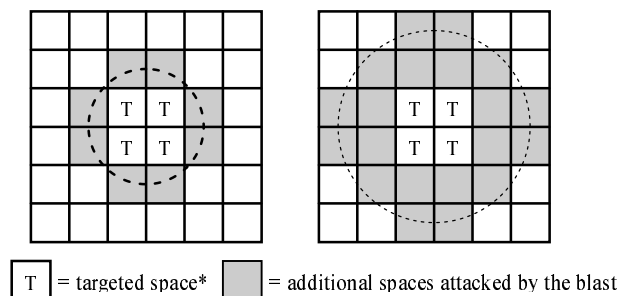 T T T T
T T T T
T = targeted space* = additional spaces attacked by the blast